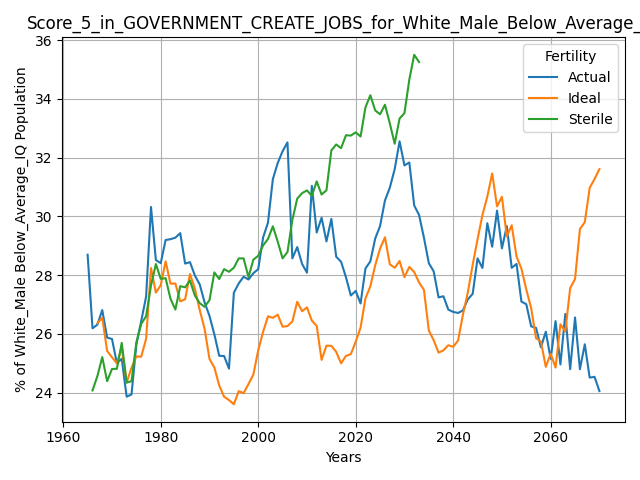 Score_5_in_GOVERNMENT_CREATE_JOBS_for_White_Male_Below_Average_
% of White_Male Below_Average_IQ Population
36
34
32
30
28
26
24
1960
1980
2000
2020
2040
2060
Years
Fertility
Actual
Ideal
Sterile